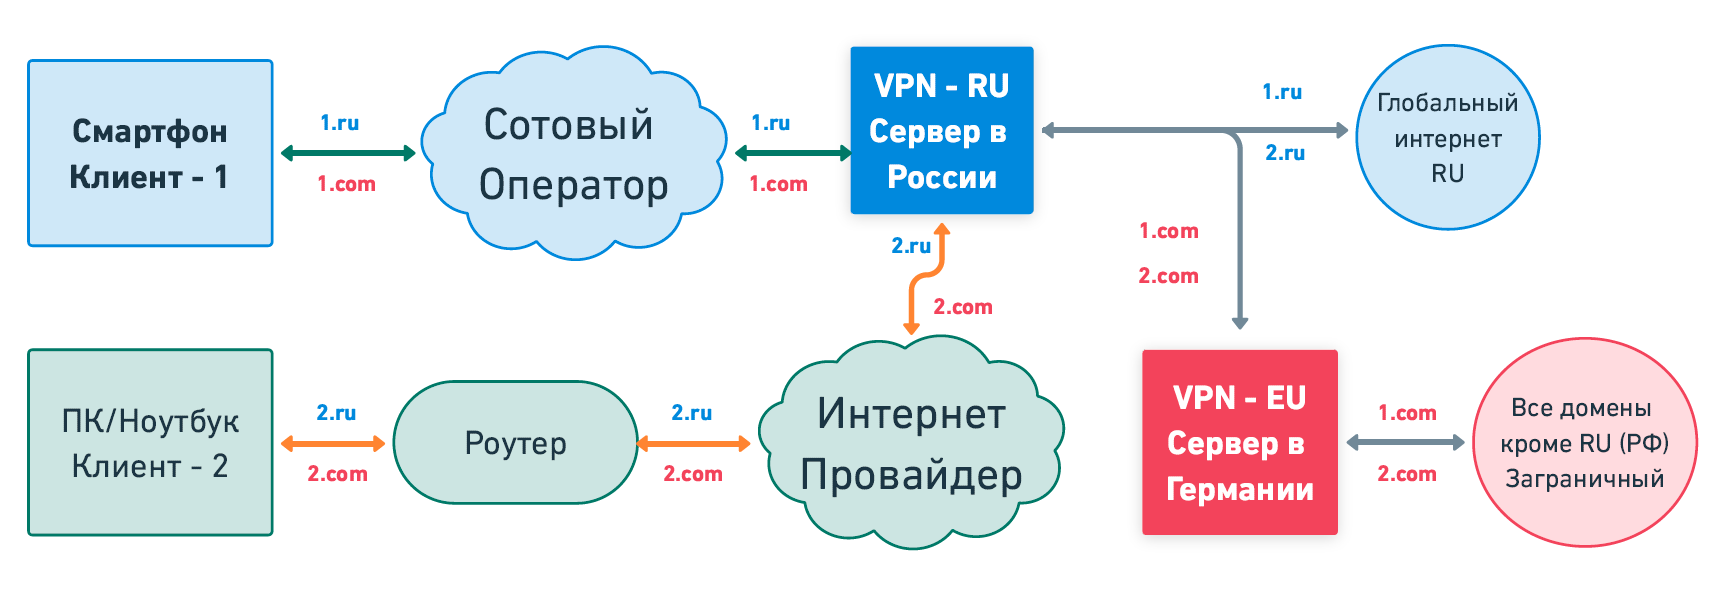 Смартфон
Клиент - 1
1.ru
1.com
Сотовый
Оператор
1.ru
1.com
VPN - RU
Сервер в
России
1.ru
2.ru
Глобальный
интернет
RU
2.ru
2.com
1.com
2.com
ПК/Ноутбук
Клиент - 2
2.ru
2.com
Роутер
2.ru
2.com
Интернет
Провайдер
VPN - EU
Сервер в
Германии
1.com
2.com
Все домены
кроме RU (РФ)
Заграничный